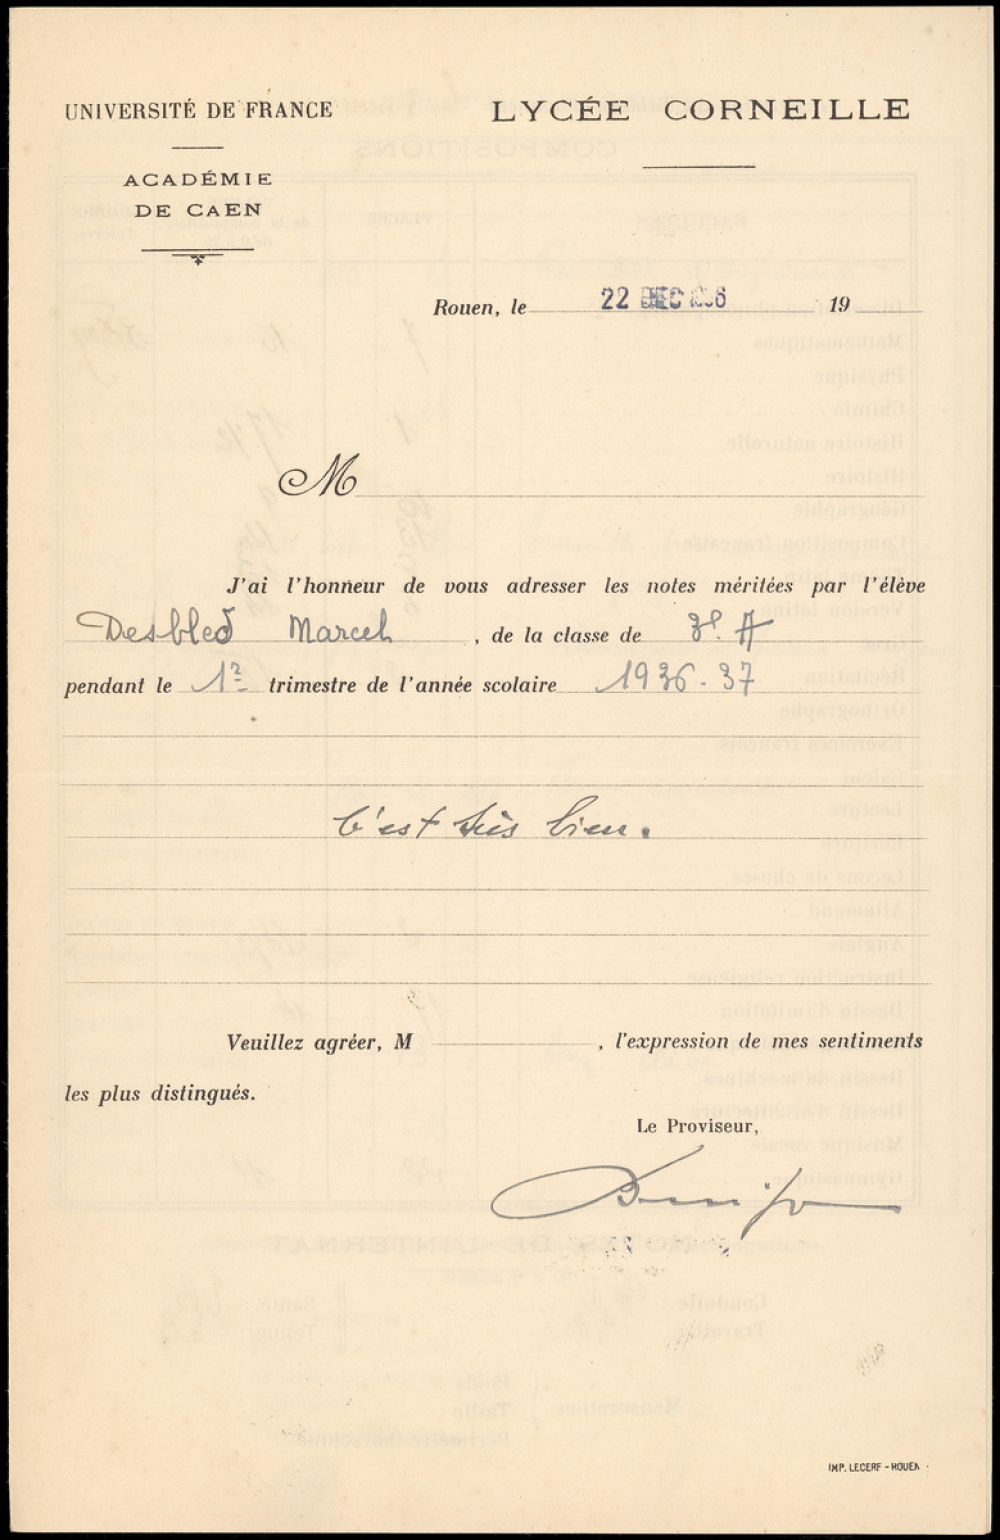 UNIVERSITÉ DE FRANCE
ACADÉMIE
DE CAEN
LYCÉE CORNEILLE
Rouen, le 22 DEC 1936 19
M
J'ai l'honneur de vous adresser les notes méritées par l'élève
Desbled Marcel, de la classe de 3e A
pendant le 1er trimestre de l'année scolaire 1936-37
C'est très bien.
Veuillez agréer, M , l'expression de mes sentiments
les plus distingués.
Le Proviseur,
IMP. LECERF - ROUEN